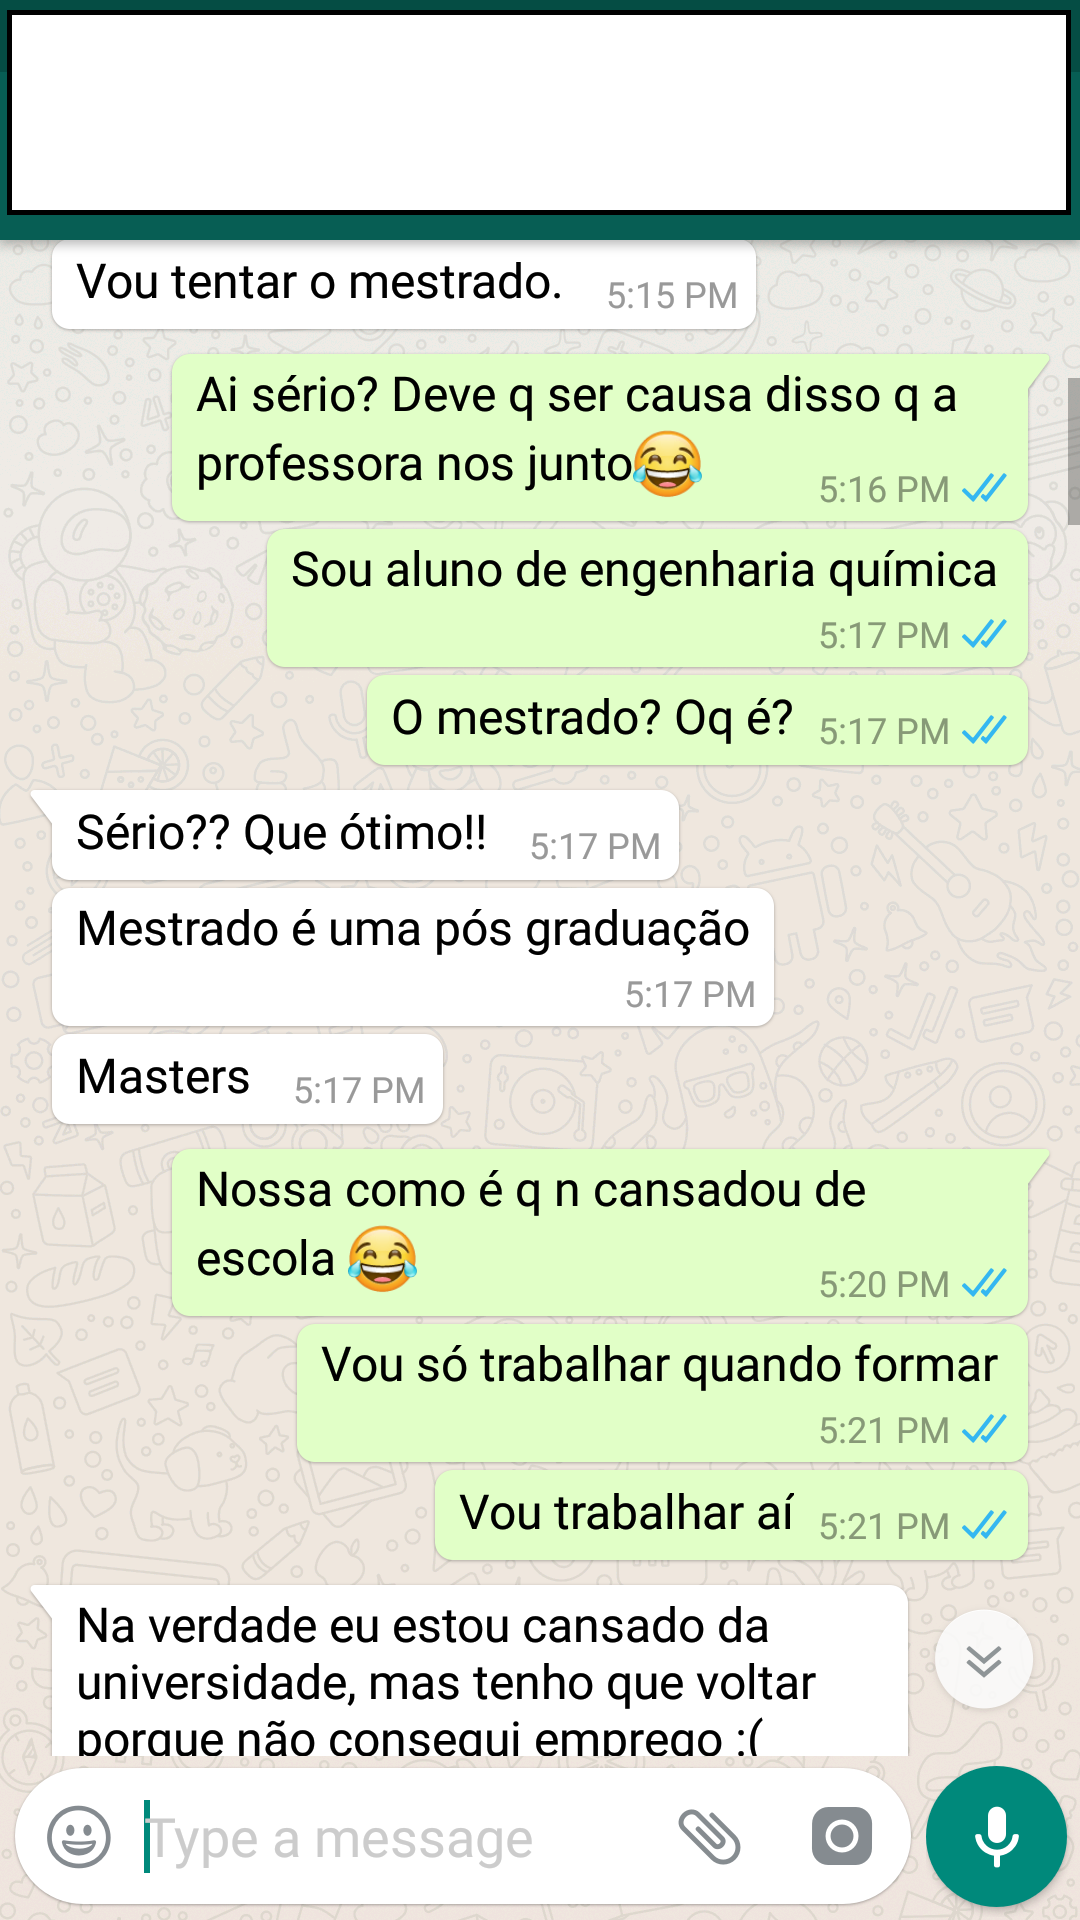 Vou tentar o mestrado.
5:15 PM
Ai sério? Deve q ser causa disso q a
professora nos junto😂
5:16 PM
Sou aluno de engenharia química
5:17 PM
O mestrado? Oq é?
5:17 PM
Sério?? Que ótimo!!
5:17 PM
Mestrado é uma pós graduação
5:17 PM
Masters
5:17 PM
Nossa como é q n cansadou de
escola 😂
5:20 PM
Vou só trabalhar quando formar
5:21 PM
Vou trabalhar aí
5:21 PM
Na verdade eu estou cansado da
universidade, mas tenho que voltar
porque não consegui emprego :(
Type a message